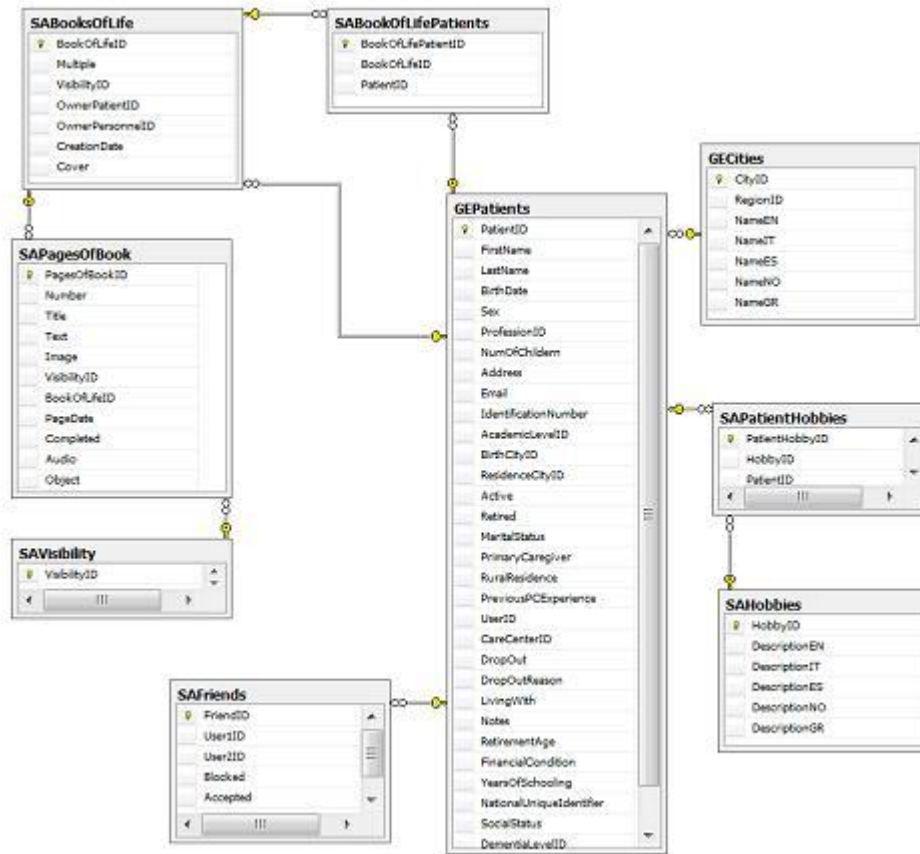 SABooksOfLife
BookOfLifeID
Multiple
VisibilityID
OwnerPatientID
OwnerPersonnelID
CreationDate
Cover
SABookOfLifePatients
BookOfLifePatientID
BookOfLifeID
PatientID
GECities
CityID
RegionID
NameEN
NameIT
NameES
NameNO
NameGR
GEPatients
PatientID
FirstName
LastName
BirthDate
Sex
ProfessionID
NumOfChildern
Address
Email
IdentificationNumber
AcademicLevelID
BirthCityID
ResidenceCityID
Active
Retired
MaritalStatus
PrimaryCaregiver
RuralResidence
PreviousPCExperience
UserID
CareCenterID
DropOut
DropOutReason
LivingWith
Notes
RetirementAge
FinancialCondition
YearsOfSchooling
NationalUniqueIdentifier
SocialStatus
DementiaLevelID
SAPagesOfBook
PagesOfBookID
Number
Title
Text
Image
VisibilityID
BookOfLifeID
PageDate
Completed
Audio
Object
SAPatientHobbies
PatientHobbyID
HobbyID
PatientID
SAVisibility
VisibilityID
SAHobbies
HobbyID
DescriptionEN
DescriptionIT
DescriptionES
DescriptionNO
DescriptionGR
SAFriends
FriendID
User1ID
User2ID
Blocked
Accepted